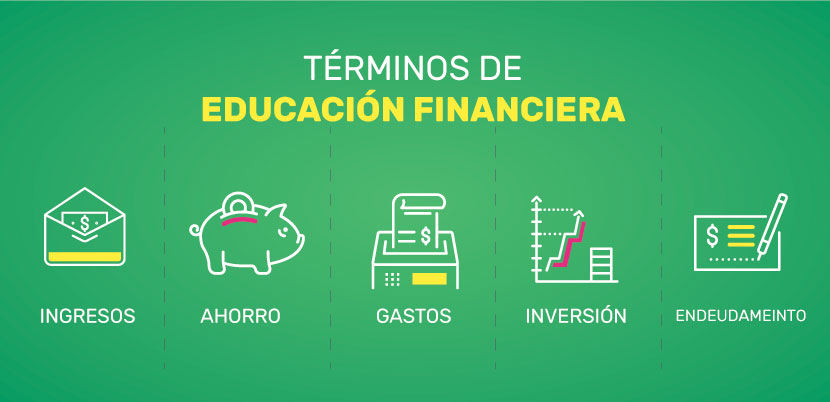 TÉRMINOS DE
EDUCACIÓN FINANCIERA
$
$
$
INGRESOS
AHORRO
GASTOS
INVERSIÓN
ENDEUDAMEINTO